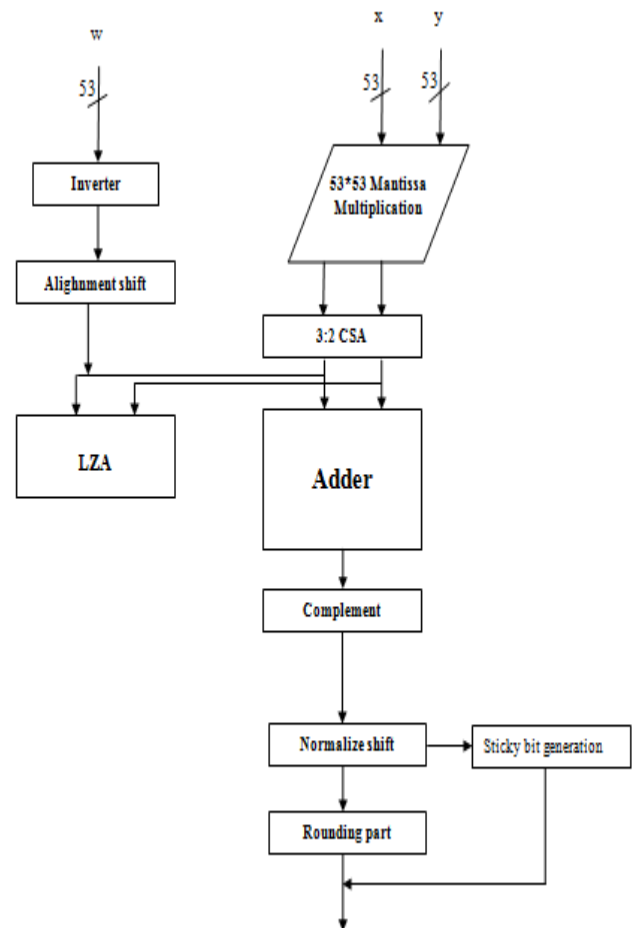 w
x y
53
53 53
Inverter
53*53 Mantissa
Multiplication
Alighnment shift
3:2 CSA
LZA
Adder
Complement
Normalize shift
Sticky bit generation
Rounding part